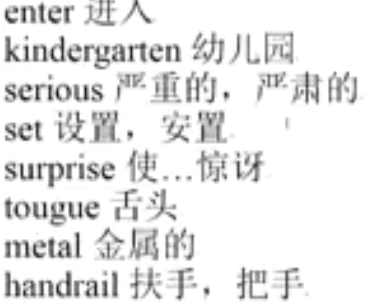 enter 进入
kindergarten 幼儿园
serious 严重的，严肃的
set 设置，安置
surprise 使…惊讶
tougue 舌头
metal 金属的
handrail 扶手，把手